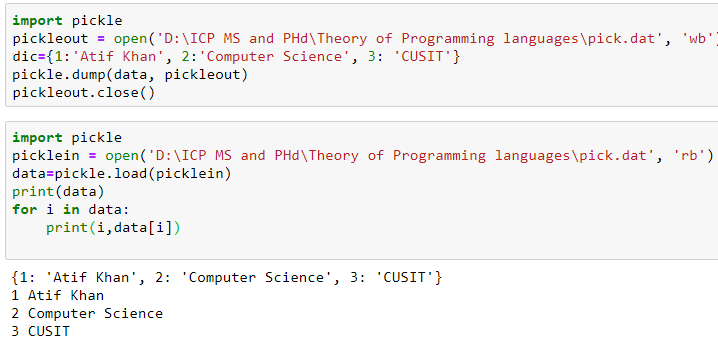 import pickle
pickleout = open('D:\ICP MS and PHd\Theory of Programming languages\pick.dat', 'wb')
dic={1:'Atif Khan', 2:'Computer Science', 3: 'CUSIT'}
pickle.dump(data, pickleout)
pickleout.close()
import pickle
picklein = open('D:\ICP MS and PHd\Theory of Programming languages\pick.dat', 'rb')
data=pickle.load(picklein)
print(data)
for i in data:
    print(i,data[i])
{1: 'Atif Khan', 2: 'Computer Science', 3: 'CUSIT'}
1 Atif Khan
2 Computer Science
3 CUSIT